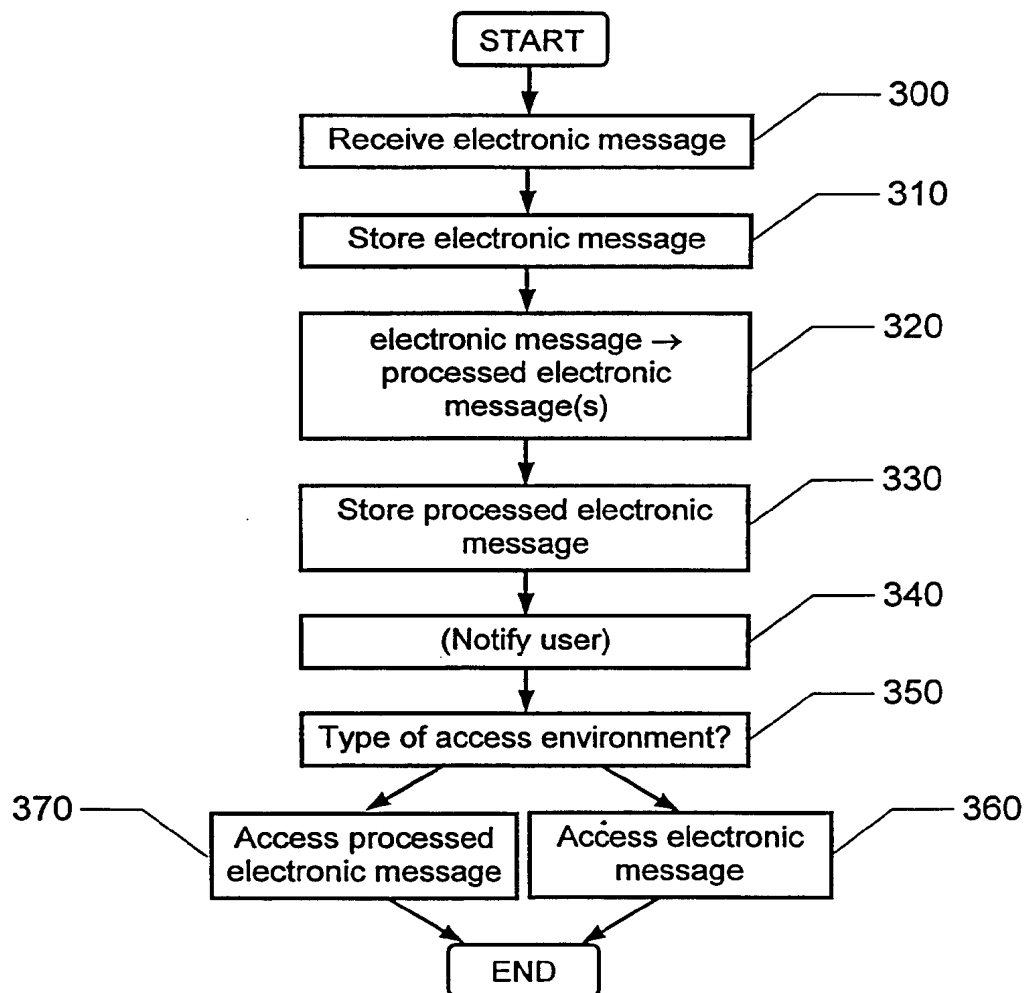 START
300
Receive electronic message
310
Store electronic message
320
electronic message →
processed electronic
message(s)
330
Store processed electronic
message
340
(Notify user)
350
Type of access environment?
370
Access processed
electronic message
Access electronic
message
360
END